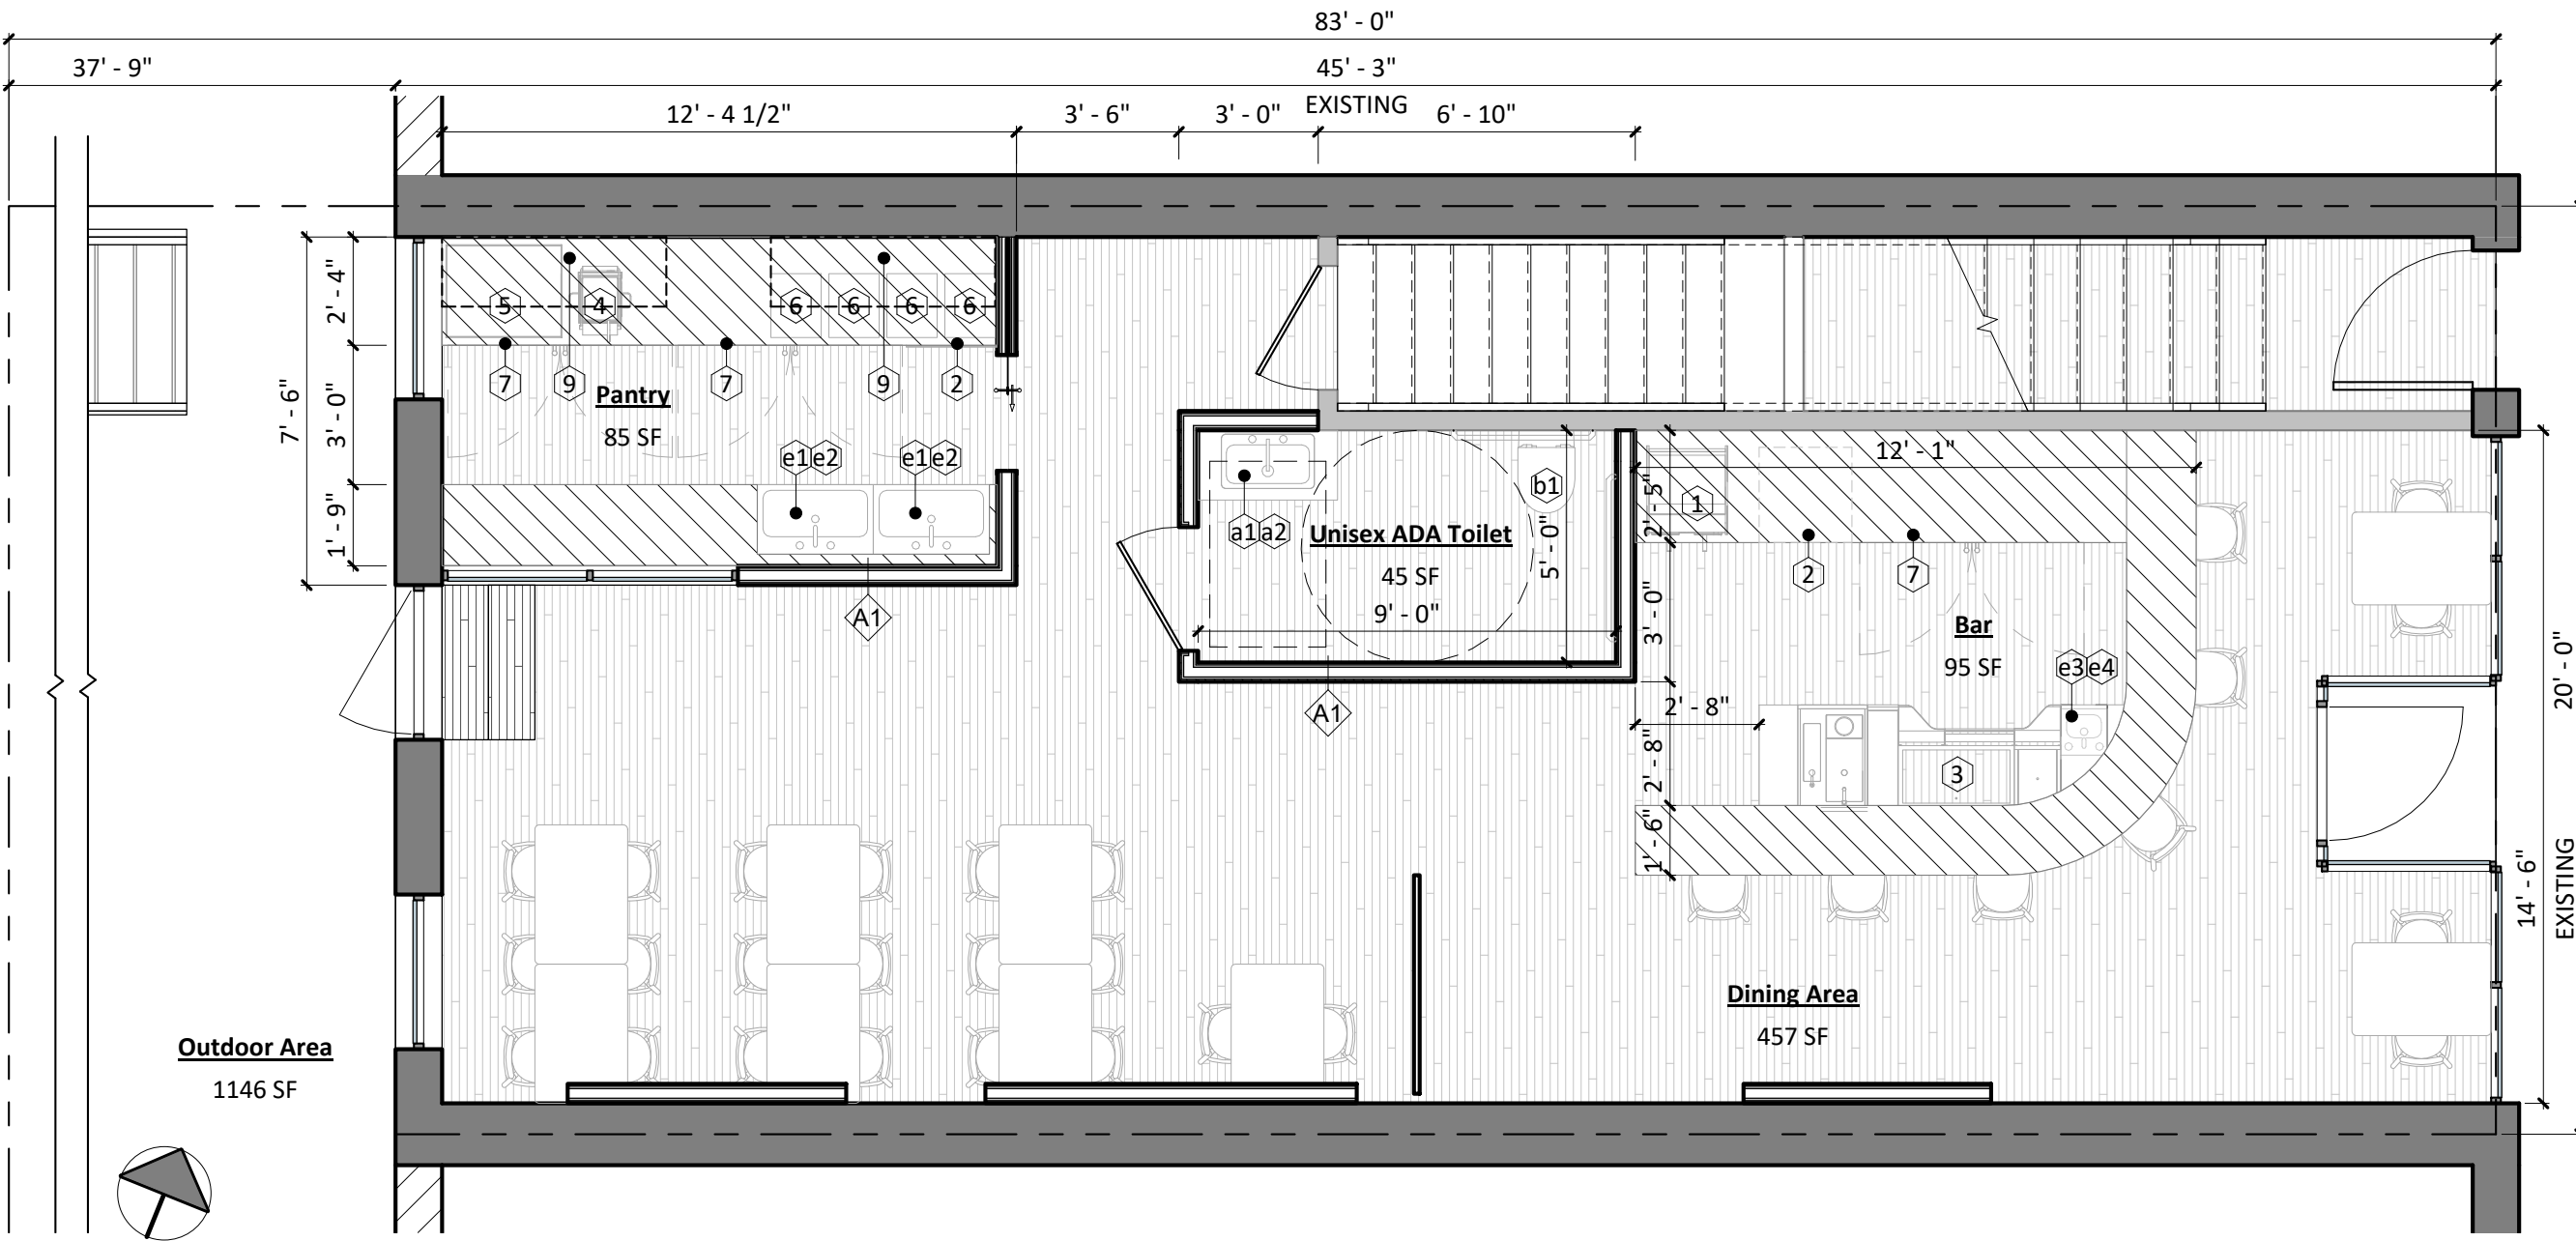 83' - 0"
37' - 9"
45' - 3"
EXISTING
12' - 4 1/2"
3' - 6"
3' - 0"
6' - 10"
7' - 6"
2' - 4"
3' - 0"
1' - 9"
5
4
6
6
6
6
7
9
7
9
2
Pantry
85 SF
e1
e2
e1
e2
A1
a1
a2
b1
Unisex ADA Toilet
45 SF
9' - 0"
5' - 0"
A1
12' - 1"
2' - 5"
1
2
7
3' - 0"
Bar
95 SF
e3
e4
2' - 8"
2' - 8"
3
1' - 6"
20' - 0"
14' - 6"
EXISTING
Dining Area
457 SF
Outdoor Area
1146 SF